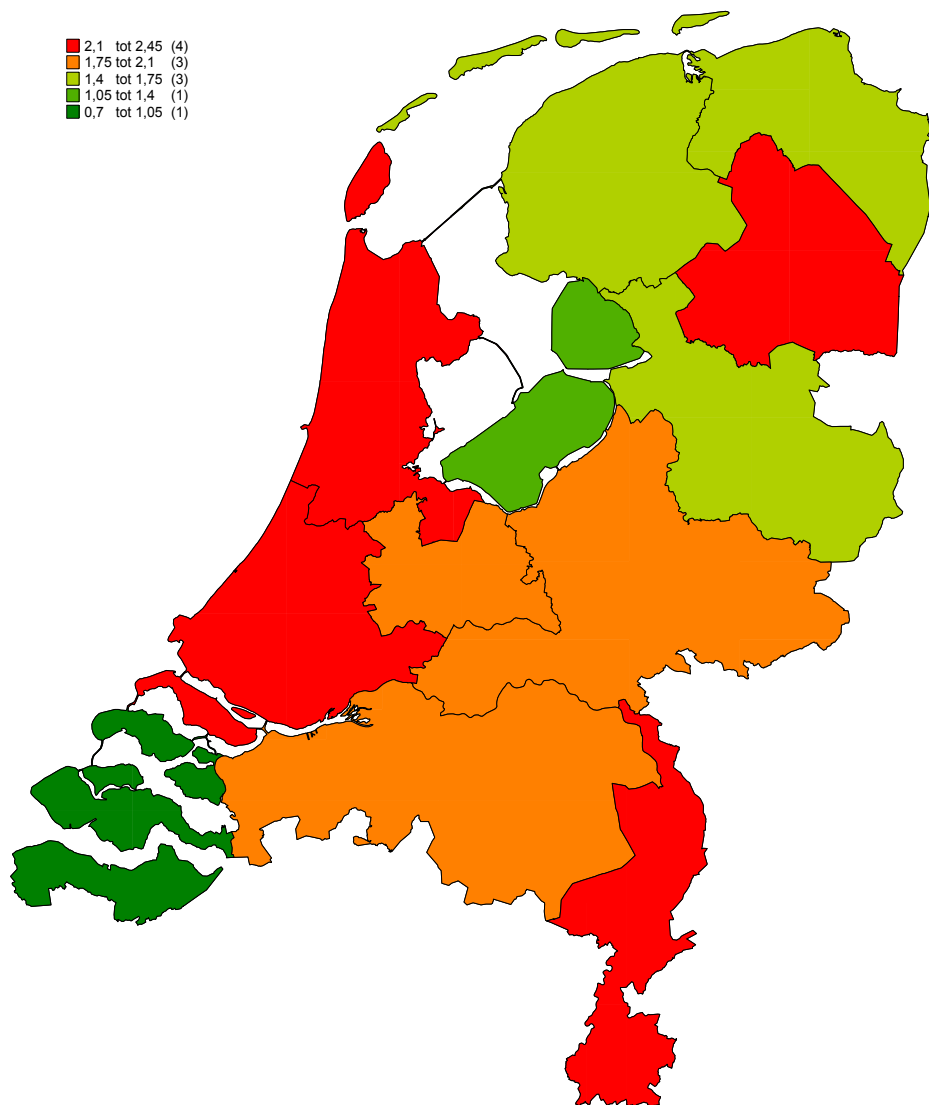 2,1 tot 2,45 (4)
1,75 tot 2,1 (3)
1,4 tot 1,75 (3)
1,05 tot 1,4 (1)
0,7 tot 1,05 (1)